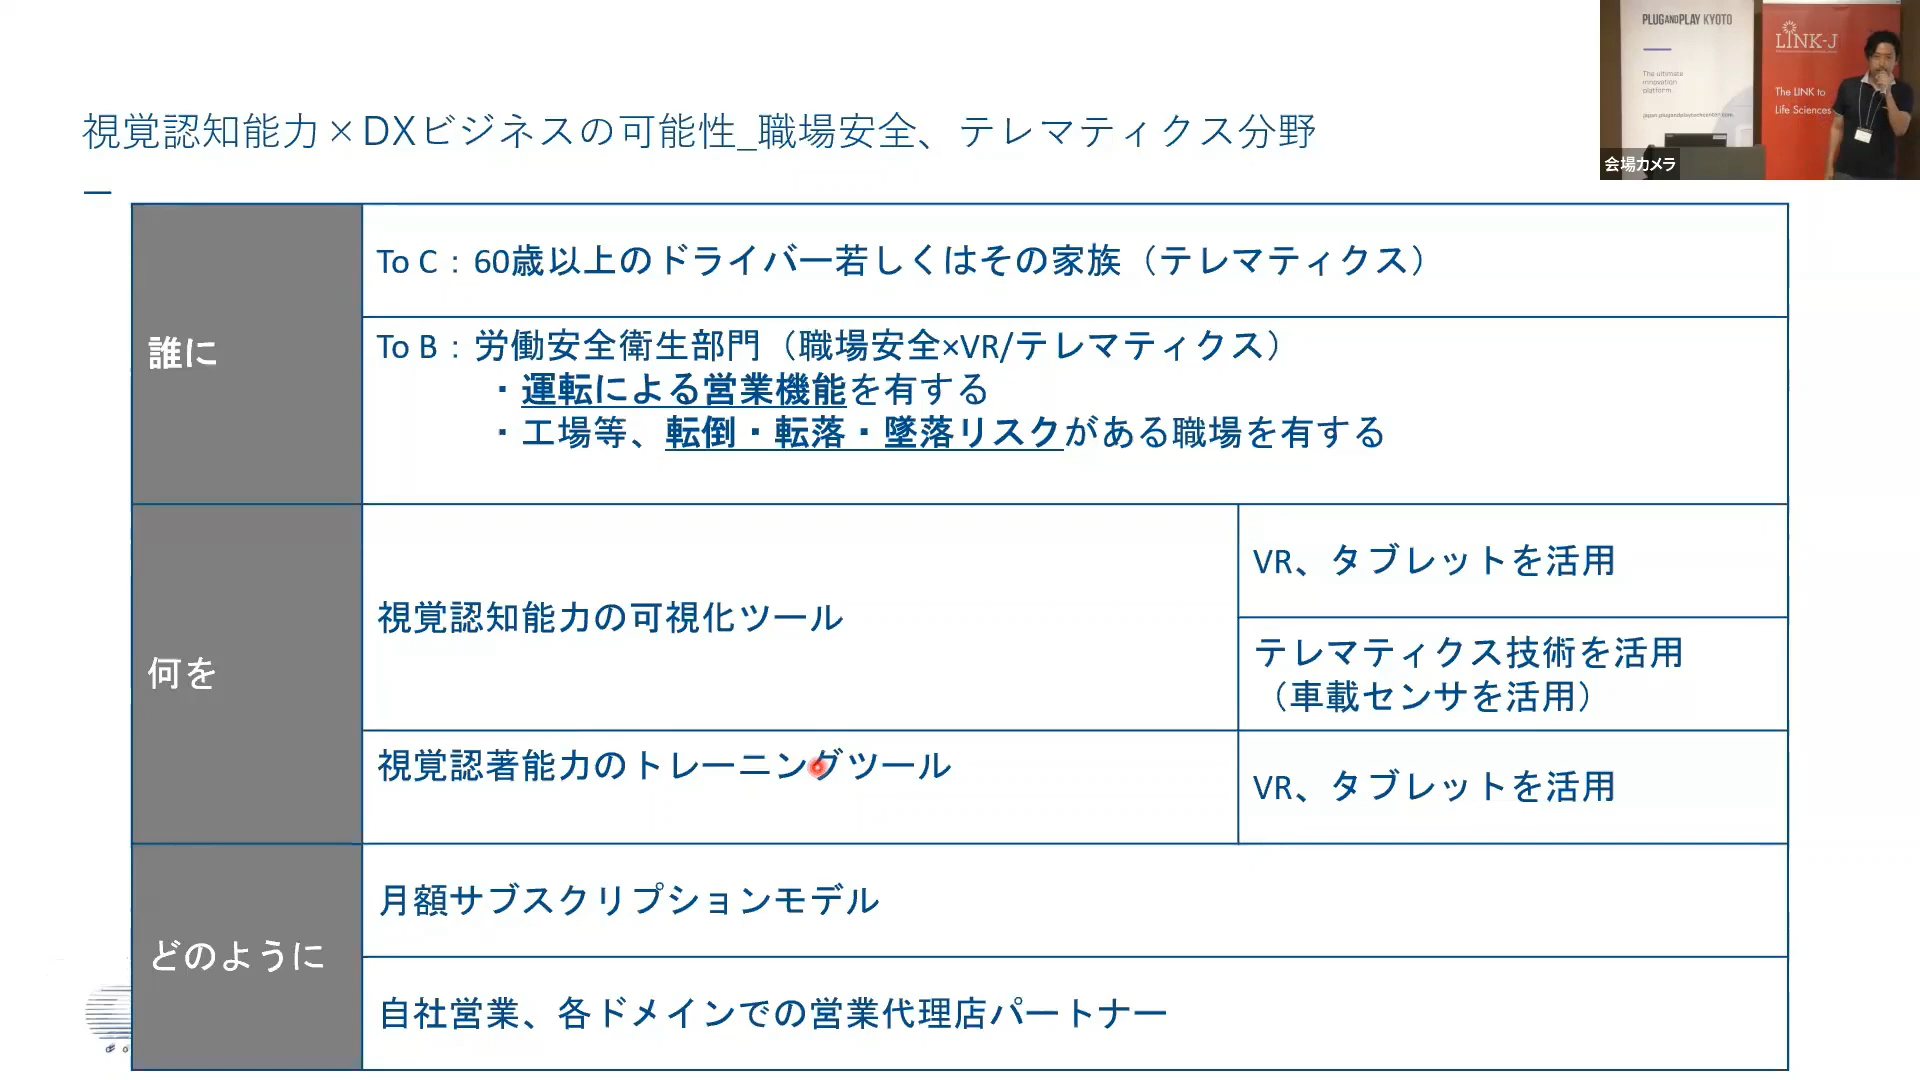 視覚認知能力×DXビジネスの可能性_職場安全、テレマティクス分野
PLUG AND PLAY KYOTO
The ultimate
innovation
platform
LINK-J
The LINK to
Life Sciences
会場カメラ
誰に
To C：60歳以上のドライバー若しくはその家族（テレマティクス）
To B：労働安全衛生部門（職場安全×VR/テレマティクス）
・運転による営業機能を有する
・工場等、転倒・転落・墜落リスクがある職場を有する
何を
視覚認知能力の可視化ツール
VR、タブレットを活用
テレマティクス技術を活用
（車載センサを活用）
視覚認著能力のトレーニングツール
VR、タブレットを活用
どのように
月額サブスクリプションモデル
自社営業、各ドメインでの営業代理店パートナー